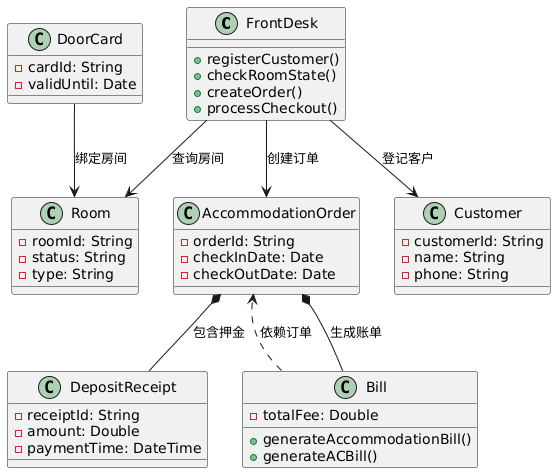 C DoorCard
cardId: String
validUntil: Date
C FrontDesk
registerCustomer()
checkRoomState()
createOrder()
processCheckout()
绑定房间
查询房间
创建订单
登记客户
C Room
roomId: String
status: String
type: String
C AccommodationOrder
orderId: String
checkInDate: Date
checkOutDate: Date
C Customer
customerId: String
name: String
phone: String
包含押金
依赖订单
生成账单
C DepositReceipt
receiptId: String
amount: Double
paymentTime: DateTime
C Bill
totalFee: Double
generateAccommodationBill()
generateACBill()